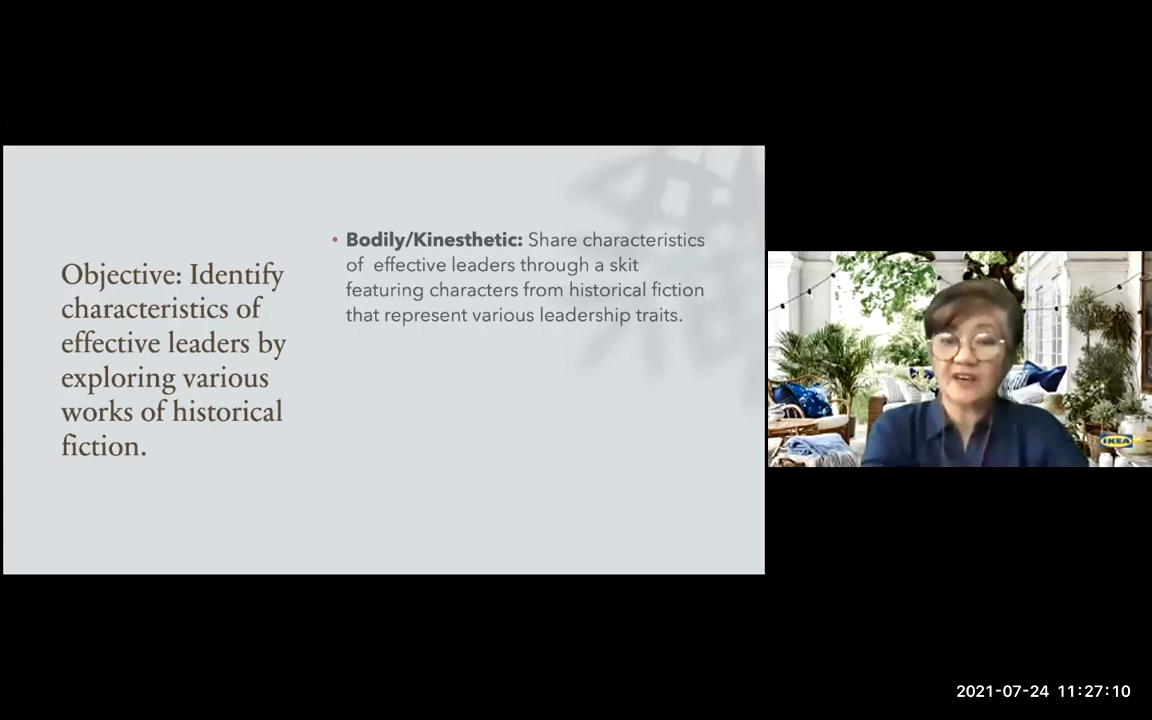 Objective: Identify
characteristics of
effective leaders by
exploring various
works of historical
fiction.
• Bodily/Kinesthetic: Share characteristics
of  effective leaders through a skit
featuring characters from historical fiction
that represent various leadership traits.
IKEA
2021-07-24 11:27:10